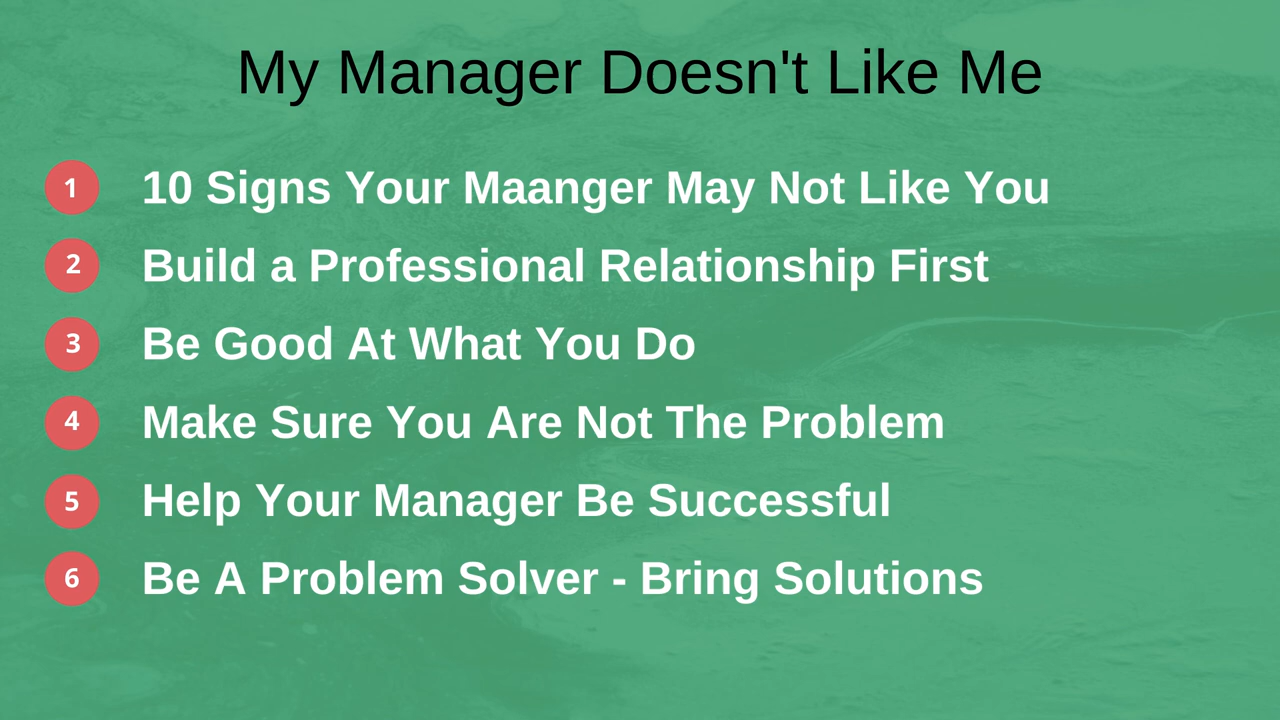 My Manager Doesn't Like Me
1 10 Signs Your Maanger May Not Like You
2 Build a Professional Relationship First
3 Be Good At What You Do
4 Make Sure You Are Not The Problem
5 Help Your Manager Be Successful
6 Be A Problem Solver - Bring Solutions